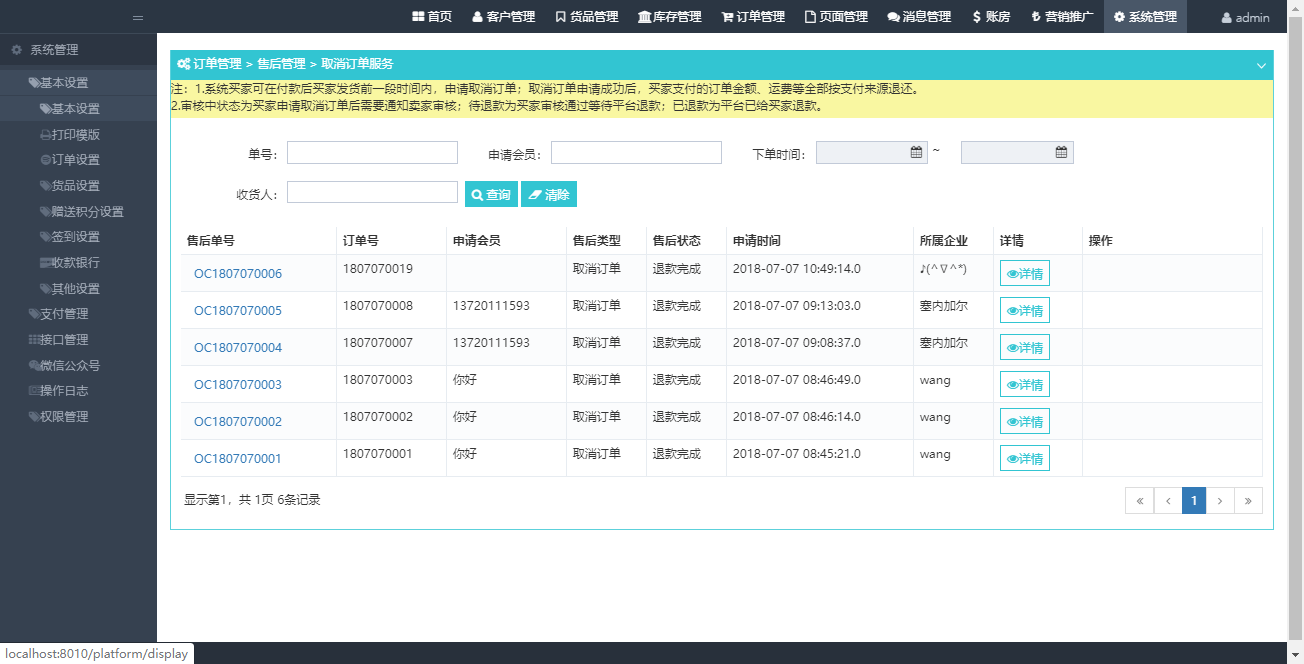 首页 客户管理 货品管理 库存管理 订单管理 页面管理 消息管理 账房 营销推广 系统管理 admin
系统管理
基本设置
基本设置
打印模版
订单设置
货品设置
赠送积分设置
签到设置
收款银行
其他设置
支付管理
接口管理
微信公众号
操作日志
权限管理
订单管理 > 售后管理 > 取消订单服务
注：1.系统买家可在付款后买家发货前一段时间内，申请取消订单；取消订单申请成功后，买家支付的订单金额、运费等全部按支付来源退还。
2.审核中状态为买家申请取消订单后需要通知卖家审核；待退款为买家审核通过等待平台退款；已退款为平台已给买家退款。
单号： 申请会员： 下单时间： ~
收货人： 查询 清除
售后单号 订单号 申请会员 售后类型 售后状态 申请时间 所属企业 详情 操作
OC1807070006 1807070019 取消订单 退款完成 2018-07-07 10:49:14.0 ♪(^∇^*) 详情
OC1807070005 1807070008 13720111593 取消订单 退款完成 2018-07-07 09:13:03.0 塞内加尔 详情
OC1807070004 1807070007 13720111593 取消订单 退款完成 2018-07-07 09:08:37.0 塞内加尔 详情
OC1807070003 1807070003 你好 取消订单 退款完成 2018-07-07 08:46:49.0 wang 详情
OC1807070002 1807070002 你好 取消订单 退款完成 2018-07-07 08:46:14.0 wang 详情
OC1807070001 1807070001 你好 取消订单 退款完成 2018-07-07 08:45:21.0 wang 详情
显示第1，共 1页 6条记录 « ‹ 1 › »
localhost:8010/platform/display